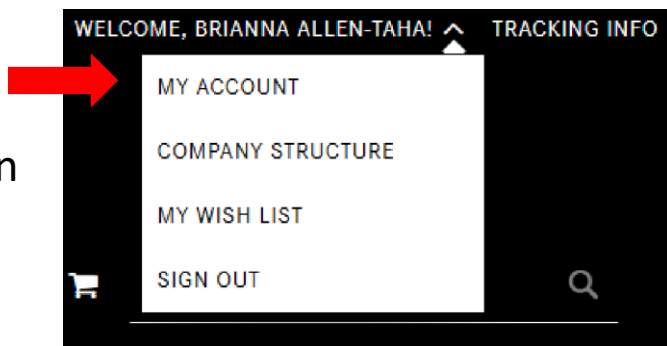 WELCOME, BRIANNA ALLEN-TAHA! TRACKING INFO
MY ACCOUNT
COMPANY STRUCTURE
n
MY WISH LIST
SIGN OUT